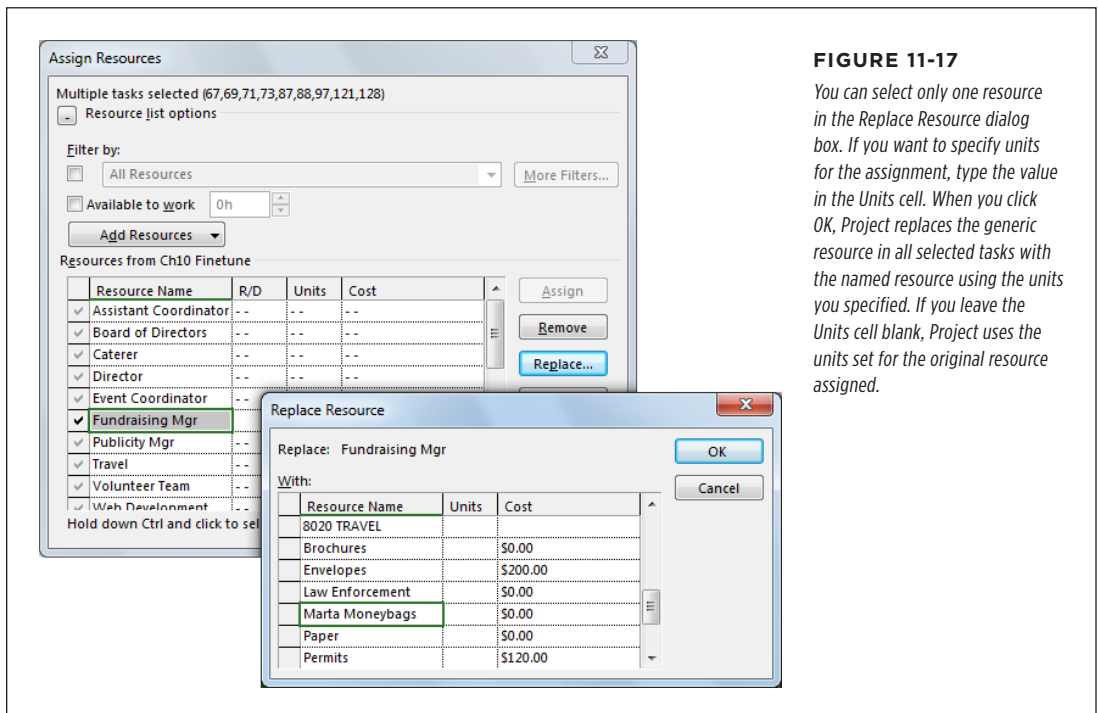 Assign Resources
Multiple tasks selected (67,69,71,73,87,88,97,121,128)
- Resource list options
Filter by:
All Resources
More Filters...
Available to work 0h
Add Resources
Resources from Ch10 Finetune
Resource Name R/D Units Cost
Assistant Coordinator - - - - - -
Board of Directors - - - - - -
Caterer - - - - - -
Director - - - - - -
Event Coordinator - -
Fundraising Mgr
Publicity Mgr - -
Travel - -
Volunteer Team - -
Web Development - -
Hold down Ctrl and click to sel
Assign
Remove
Replace...
Replace Resource
Replace: Fundraising Mgr
With:
Resource Name Units Cost
8020 TRAVEL
Brochures $0.00
Envelopes $200.00
Law Enforcement $0.00
Marta Moneybags $0.00
Paper $0.00
Permits $120.00
OK
Cancel
FIGURE 11-17
You can select only one resource
in the Replace Resource dialog
box. If you want to specify units
for the assignment, type the value
in the Units cell. When you click
OK, Project replaces the generic
resource in all selected tasks with
the named resource using the units
you specified. If you leave the
Units cell blank, Project uses the
units set for the original resource
assigned.